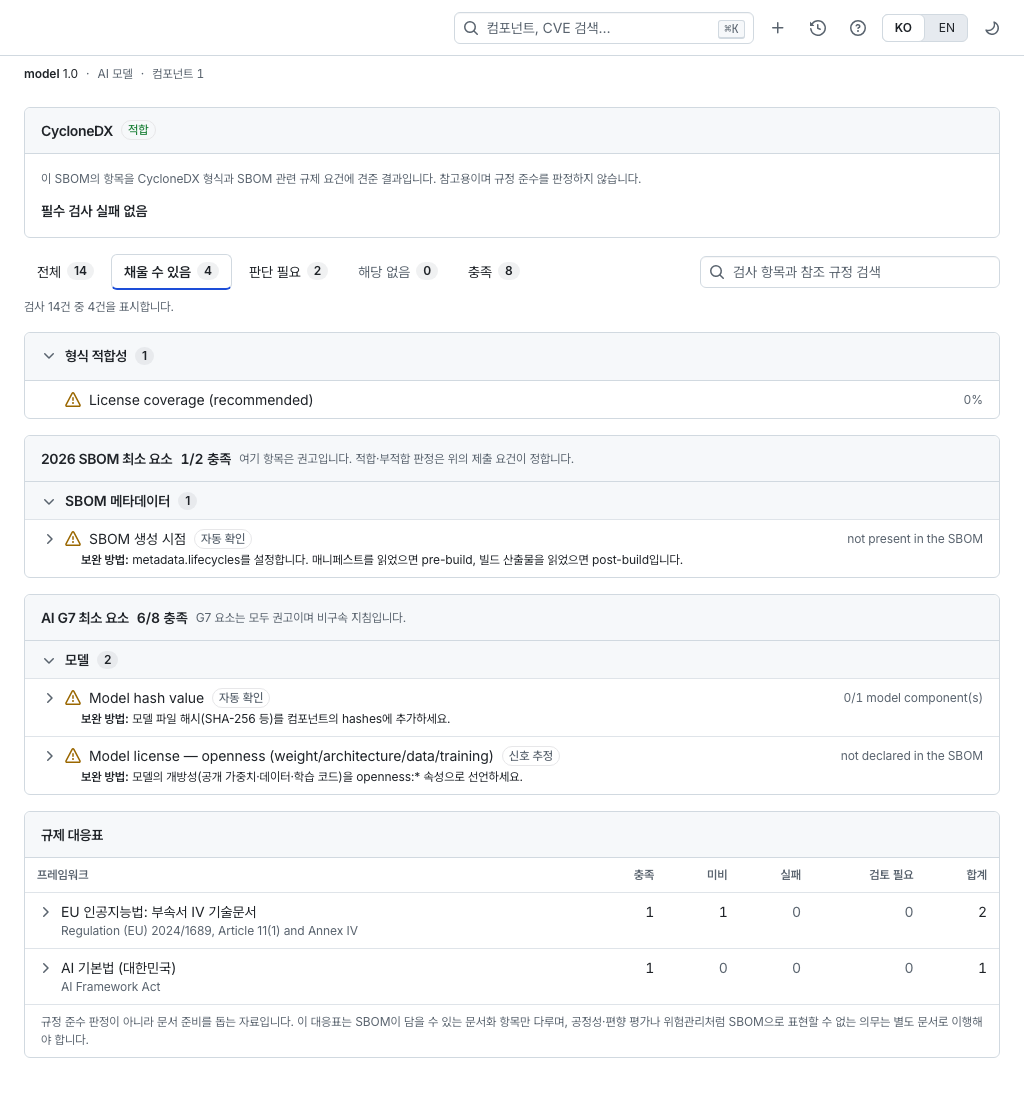 컴포넌트, CVE 검색... ⌘K KO EN
model 1.0 · AI 모델 · 컴포넌트 1
CycloneDX 적합
이 SBOM의 항목을 CycloneDX 형식과 SBOM 관련 규제 요건에 견준 결과입니다. 참고용이며 규정 준수를 판정하지 않습니다.
필수 검사 실패 없음
전체 14 채울 수 있음 4 판단 필요 2 해당 없음 0 충족 8 검사 항목과 참조 규정 검색
검사 14건 중 4건을 표시합니다.
형식 적합성 1
License coverage (recommended) 0%
2026 SBOM 최소 요소 1/2 충족 여기 항목은 권고입니다. 적합·부적합 판정은 위의 제출 요건이 정합니다.
SBOM 메타데이터 1
SBOM 생성 시점 자동 확인 not present in the SBOM
보완 방법: metadata.lifecycles를 설정합니다. 매니페스트를 읽었으면 pre-build, 빌드 산출물을 읽었으면 post-build입니다.
AI G7 최소 요소 6/8 충족 G7 요소는 모두 권고이며 비구속 지침입니다.
모델 2
Model hash value 자동 확인 0/1 model component(s)
보완 방법: 모델 파일 해시(SHA-256 등)를 컴포넌트의 hashes에 추가하세요.
Model license — openness (weight/architecture/data/training) 신호 추정 not declared in the SBOM
보완 방법: 모델의 개방성(공개 가중치·데이터·학습 코드)을 openness:* 속성으로 선언하세요.
규제 대응표
프레임워크 충족 미비 실패 검토 필요 합계
EU 인공지능법: 부속서 IV 기술문서 1 1 0 0 2
Regulation (EU) 2024/1689, Article 11(1) and Annex IV
AI 기본법 (대한민국) 1 0 0 0 1
AI Framework Act
규정 준수 판정이 아니라 문서 준비를 돕는 자료입니다. 이 대응표는 SBOM이 담을 수 있는 문서화 항목만 다루며, 공정성·편향 평가나 위험관리처럼 SBOM으로 표현할 수 없는 의무는 별도 문서로 이행해
야 합니다.